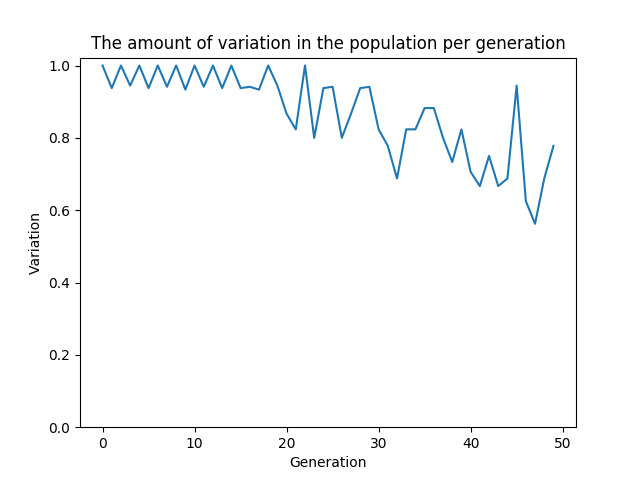 The amount of variation in the population per generation
1.0
0.8
0.6
0.4
0.2
0.0
Variation
0 10 20 30 40 50
Generation